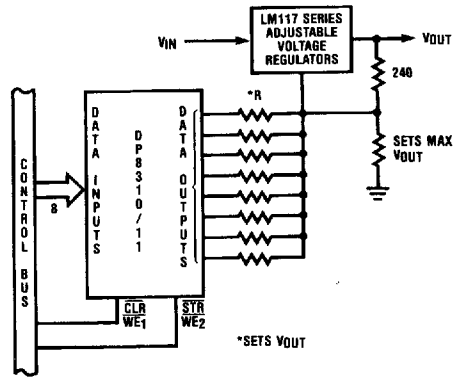 LM117 SERIES
ADJUSTABLE
VOLTAGE
REGULATORS
VIN
VOUT
240
*R
SETS MAX
VOUT
CONTROL BUS
8
DATA INPUTS
DP8310/11
DATA OUTPUTS
CLR
WE1
STR
WE2
*SETS VOUT